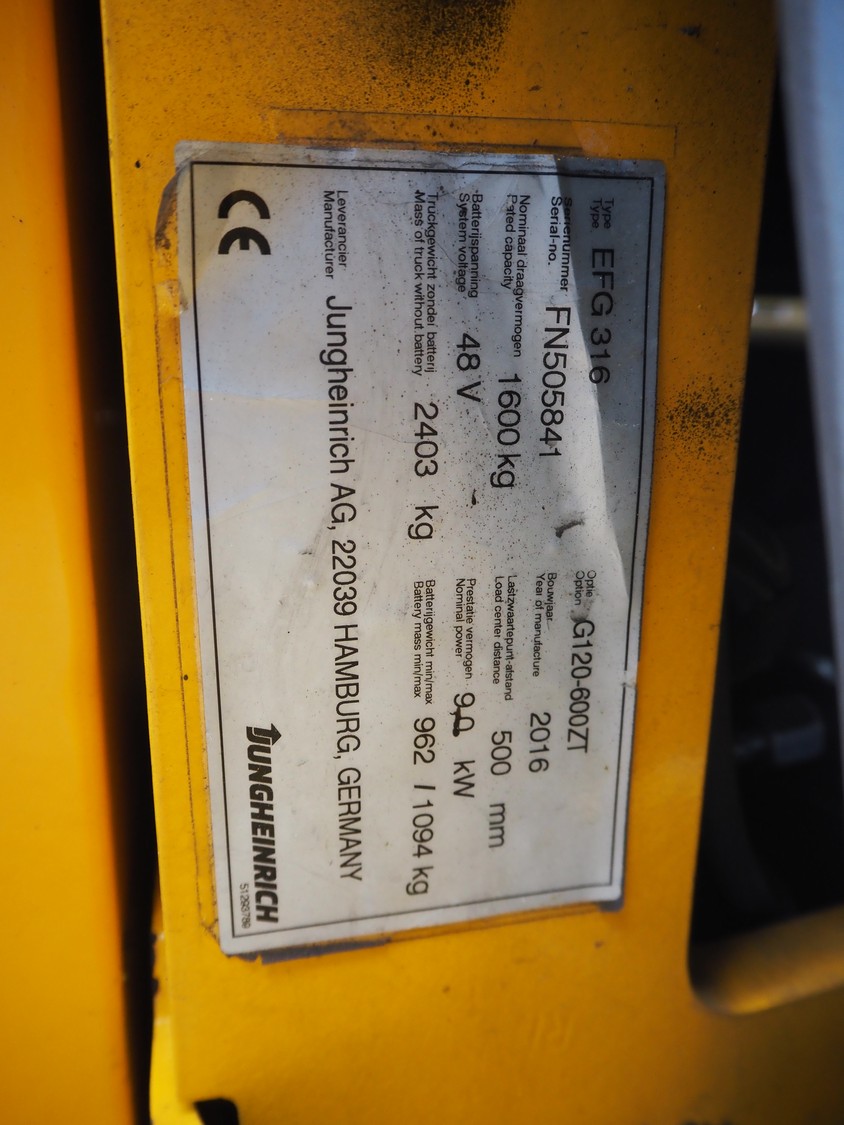 Type
Type EFG 316
Optie
Option G120-600ZT
Serienummer
Serial-no. FN505841
Bouwjaar
Year of manufacture 2016
Nominaal draagvermogen
Rated capacity 1600 kg
Lastzwaartepunt-afstand
Load center distance 500 mm
Batterijspanning
System voltage 48 V
Prestatie vermogen
Nominal power 9,0 kW
Truckgewicht zonder batterij
Mass of truck without battery 2403 kg
Batterijgewicht min/max
Battery mass min/max 962 / 1094 kg
Leverancier
Manufacturer Jungheinrich AG, 22039 HAMBURG, GERMANY
CE
JUNGHEINRICH
51293789